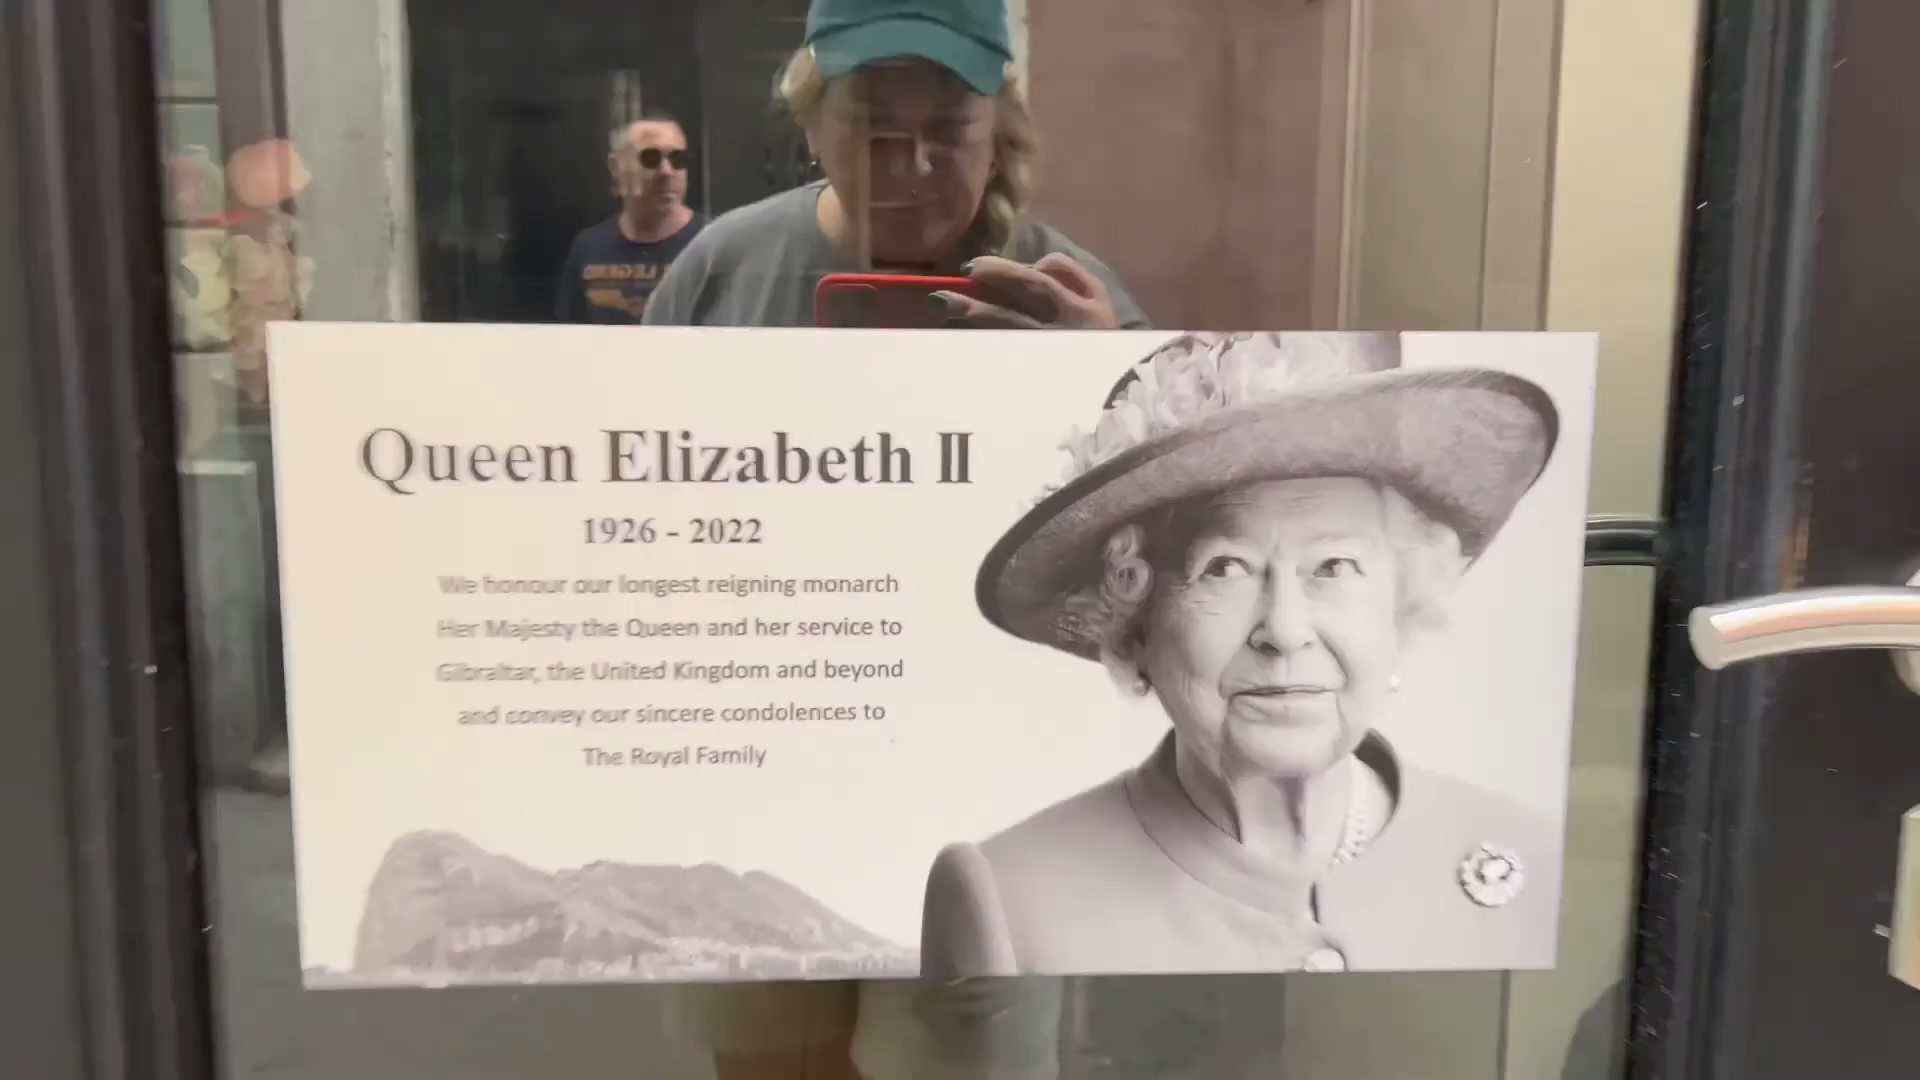 Queen Elizabeth II
1926 - 2022
We honour our longest reigning monarch
Her Majesty the Queen and her service to
Gibraltar, the United Kingdom and beyond
and convey our sincere condolences to
The Royal Family